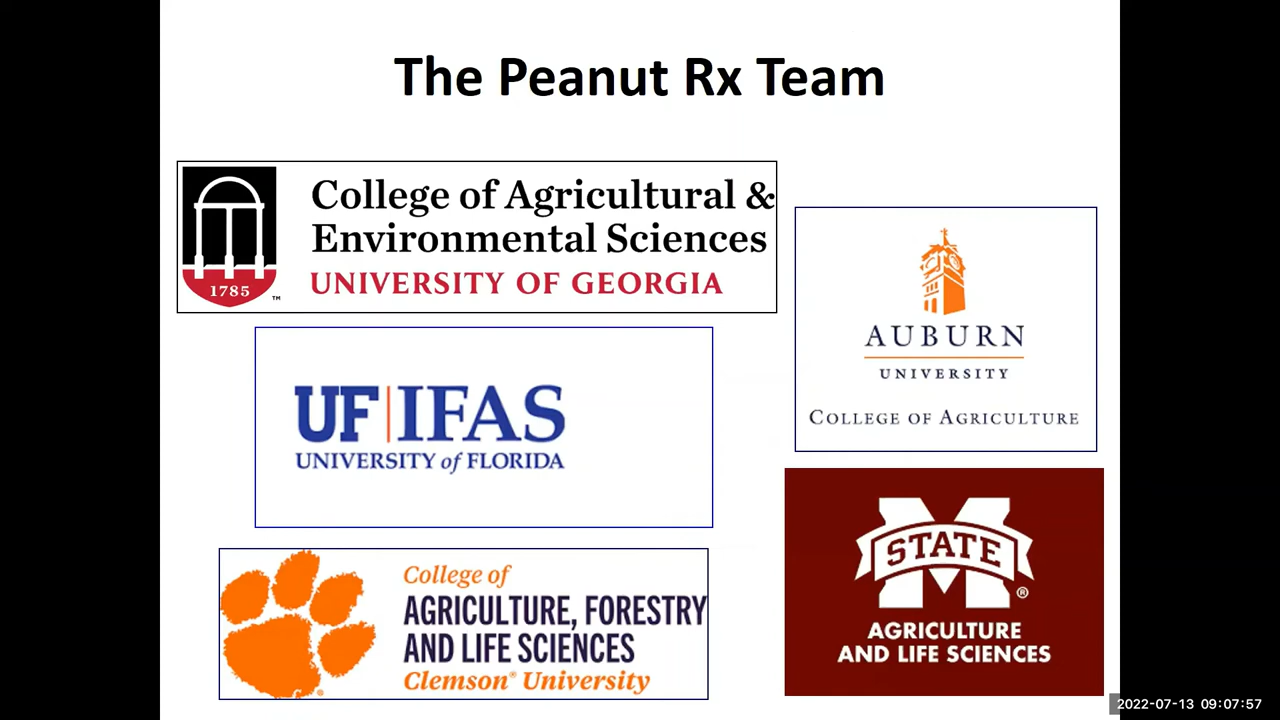 The Peanut Rx Team
College of Agricultural &
Environmental Sciences
UNIVERSITY OF GEORGIA
1785
™
AUBURN
UNIVERSITY
COLLEGE OF AGRICULTURE
UF|IFAS
UNIVERSITY of FLORIDA
STATE
®
AGRICULTURE
AND LIFE SCIENCES
College of
AGRICULTURE, FORESTRY
AND LIFE SCIENCES
Clemson® University
2022-07-13 09:07:57